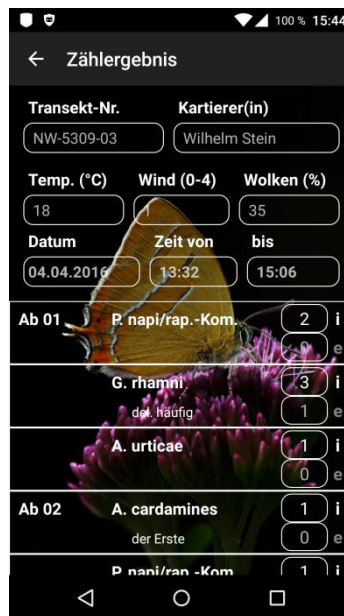 100 % 15:44
Zählergebnis
Transekt-Nr. Kartierer(in)
NW-5309-03 Wilhelm Stein
Temp. (°C) Wind (0-4) Wolken (%)
18 1 35
Datum Zeit von bis
04.04.2016 13:32 15:06
Ab 01 P. napi/rap.-Kom. 2 i
0 e
G. rhamni 3 i
del. häufig 1 e
A. urticae 1 i
0 e
Ab 02 A. cardamines 1 i
der Erste 0 e
P. napi/rap.-Kom. 1 i